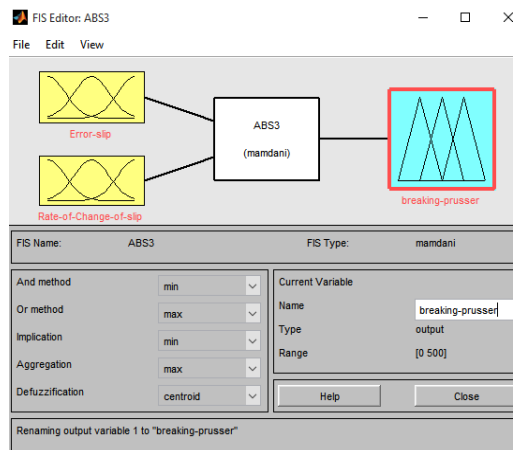 FIS Editor: ABS3
File Edit View
Error-slip
Rate-of-Change-of-slip
ABS3
(mamdani)
breaking-prusser
FIS Name: ABS3 FIS Type: mamdani
And method min
Or method max
Implication min
Aggregation max
Defuzzification centroid
Current Variable
Name breaking-prusser
Type output
Range [0 500]
Help Close
Renaming output variable 1 to "breaking-prusser"